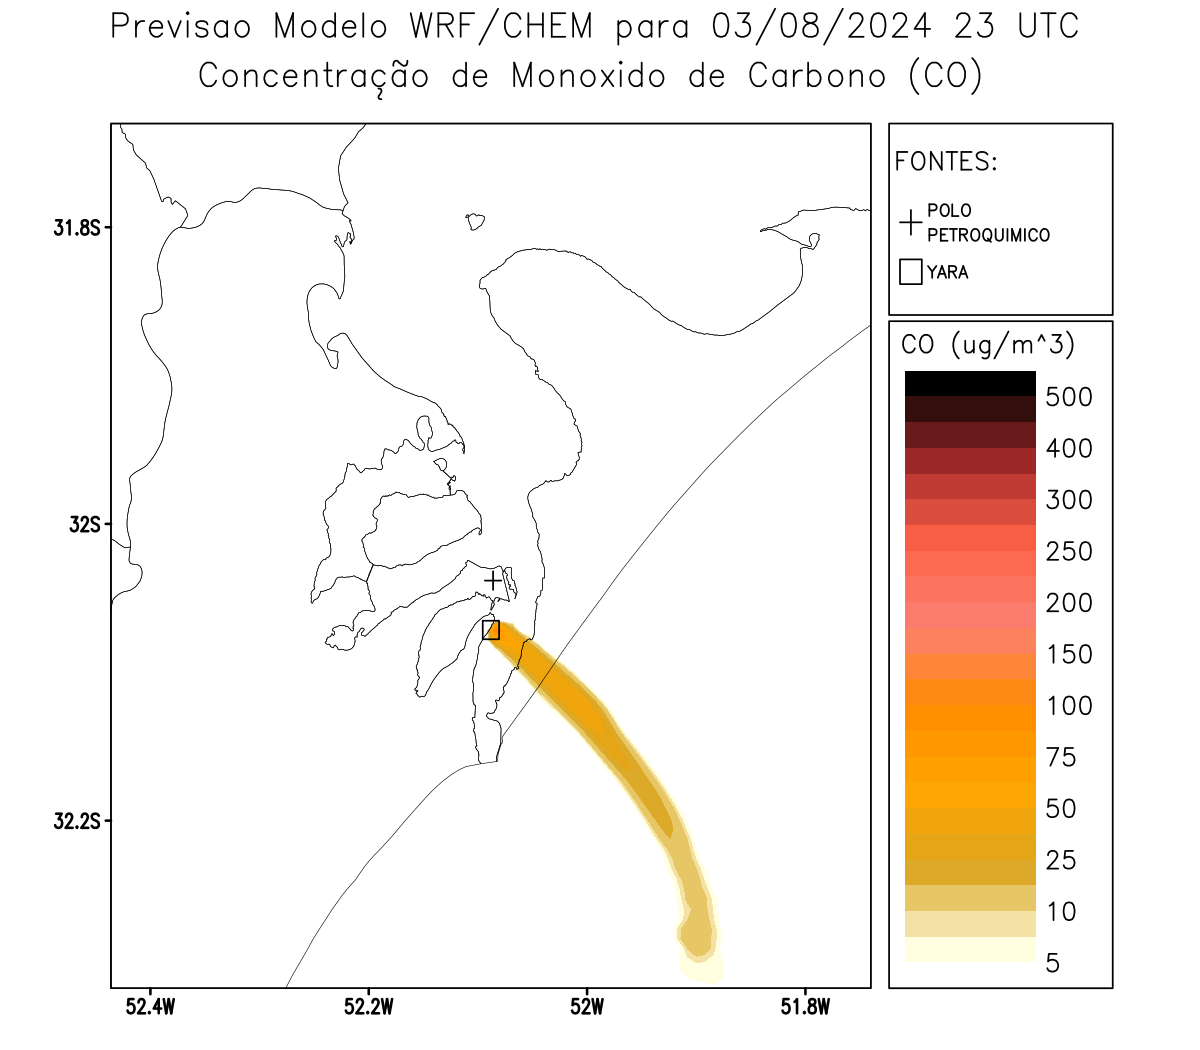 Previsao Modelo WRF/CHEM para 03/08/2024 23 UTC
Concentração de Monoxido de Carbono (CO)
FONTES:
POLO
PETROQUIMICO
YARA
CO (ug/m^3)
500
400
300
250
200
150
100
75
50
25
10
5
31.8S
32S
32.2S
52.4W
52.2W
52W
51.8W